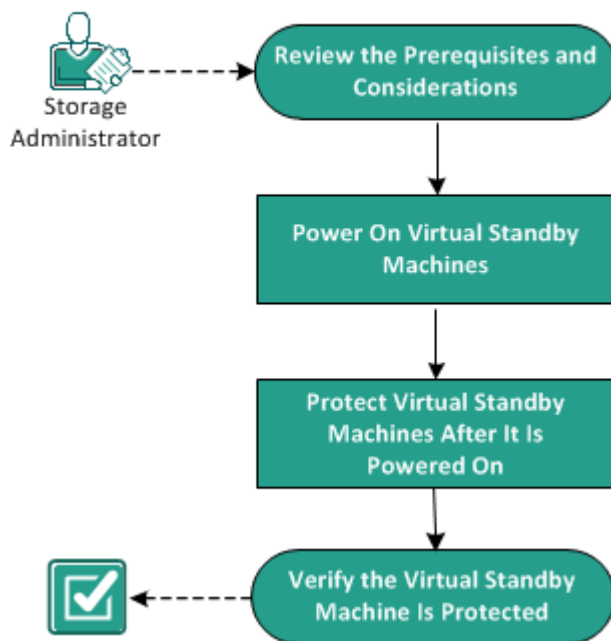 Storage
Administrator
Review the Prerequisites and
Considerations
Power On Virtual Standby
Machines
Protect Virtual Standby
Machines After It Is
Powered On
Verify the Virtual Standby
Machine Is Protected